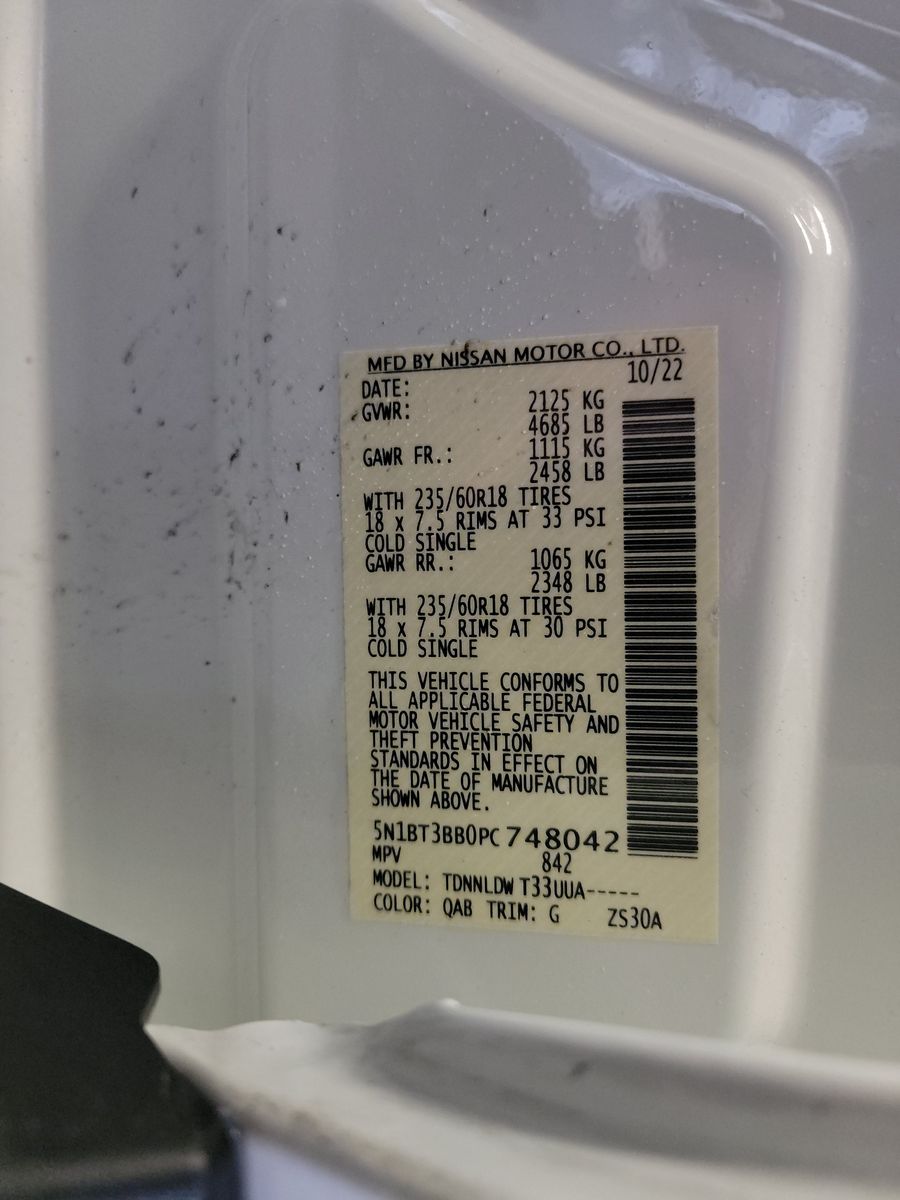 MFD BY NISSAN MOTOR CO., LTD.
DATE: 10/22
GVWR: 2125 KG
4685 LB
GAWR FR.: 1115 KG
2458 LB
WITH 235/60R18 TIRES
18 x 7.5 RIMS AT 33 PSI
COLD SINGLE
GAWR RR.: 1065 KG
2348 LB
WITH 235/60R18 TIRES
18 x 7.5 RIMS AT 30 PSI
COLD SINGLE
THIS VEHICLE CONFORMS TO
ALL APPLICABLE FEDERAL
MOTOR VEHICLE SAFETY AND
THEFT PREVENTION
STANDARDS IN EFFECT ON
THE DATE OF MANUFACTURE
SHOWN ABOVE.
5N1BT3BB0PC748042
MPV 842
MODEL: TDNNLDWT33UUA-----
COLOR: QAB TRIM: G ZS30A